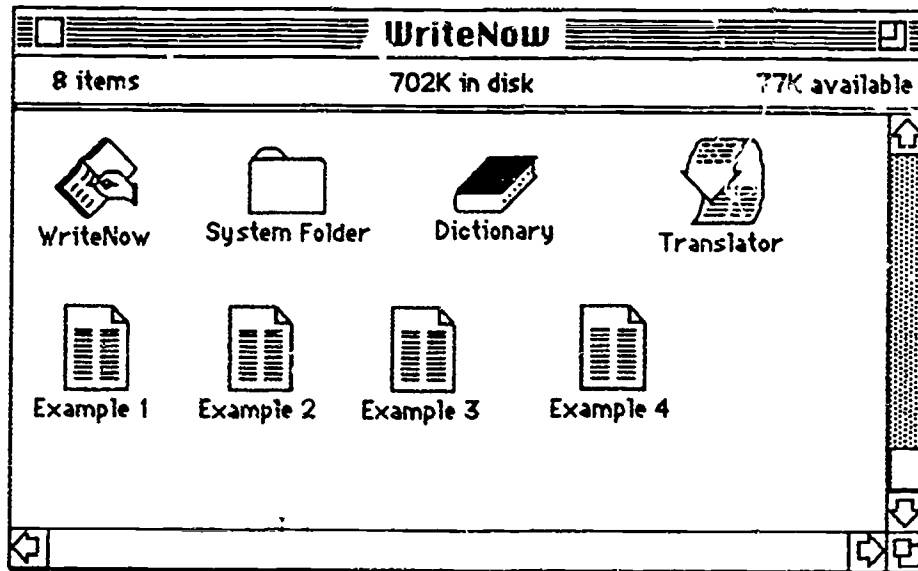 WriteNow
8 items 702K in disk 77K available
WriteNow System Folder Dictionary Translator
Example 1 Example 2 Example 3 Example 4